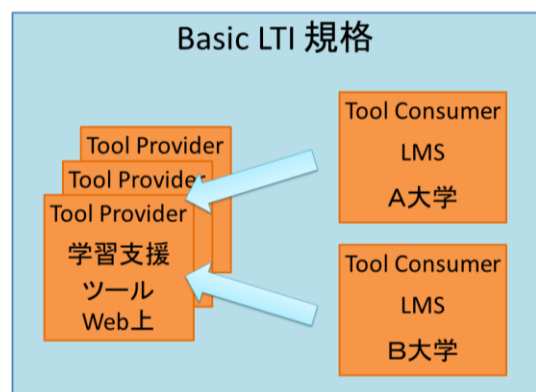 Basic LTI 規格
Tool Provider
Tool Provider
Tool Provider
学習支援
ツール
Web上
Tool Consumer
LMS
A大学
Tool Consumer
LMS
B大学